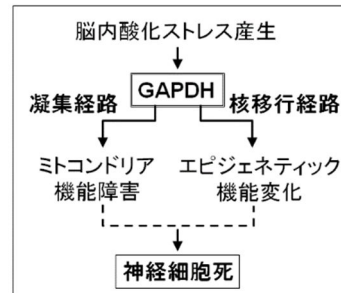 脳内酸化ストレス産生
GAPDH
凝集経路
核移行経路
ミトコンドリア
機能障害
エピジェネティック
機能変化
神経細胞死